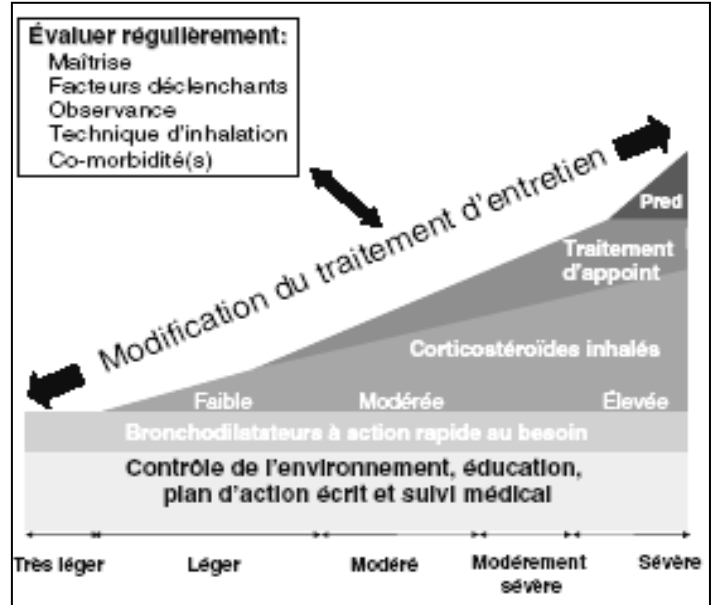 Évaluer régulièrement:
Maîtrise
Facteurs déclenchants
Observance
Technique d'inhalation
Co-morbidité(s)
Modification du traitement d'entretien
Pred
Traitement
d'appoint
Corticostéroïdes inhalés
Faible Modérée Élevée
Bronchodilatateurs à action rapide au besoin
Contrôle de l'environnement, éducation,
plan d'action écrit et suivi médical
Très léger Léger Modéré Modérement Sévère
sévère